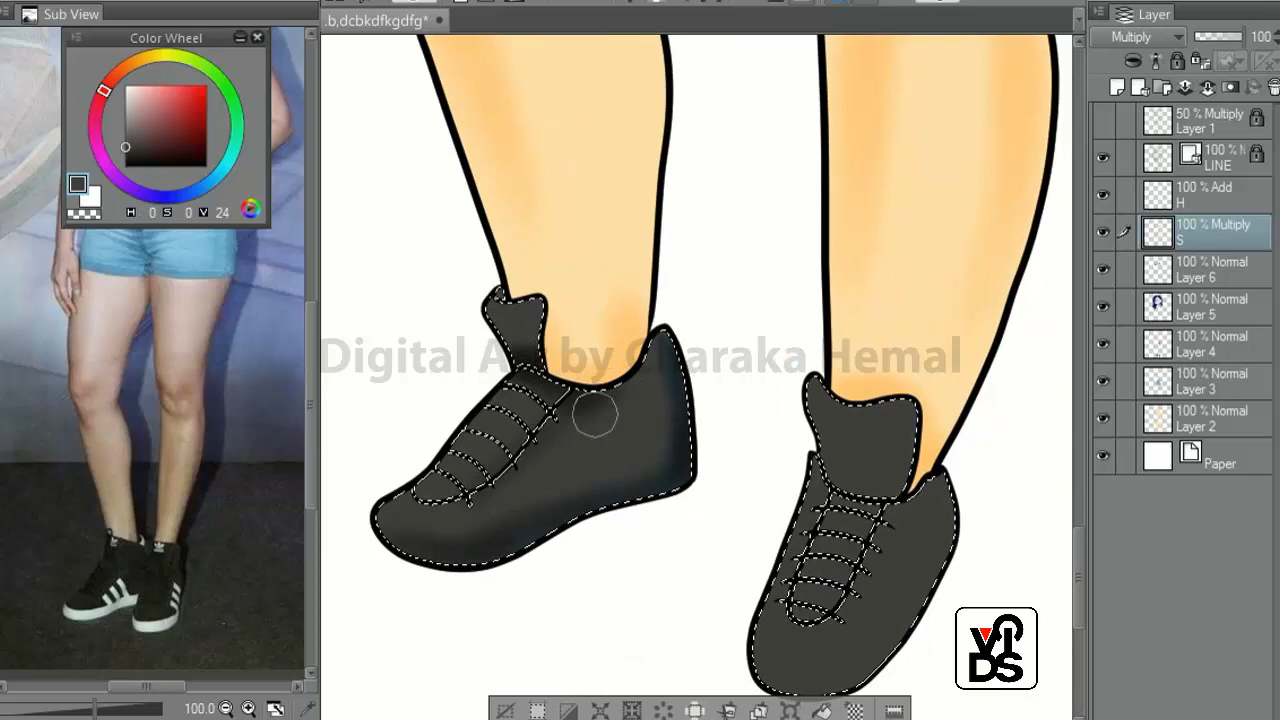 Sub View
.b,dcbkdfkgdfg*
Layer
Color Wheel
Multiply
100
50 % Multiply
Layer 1
100 %
LINE
100 % Add
H
100 % Multiply
S
100 % Normal
Layer 6
100 % Normal
Layer 5
100 % Normal
Layer 4
100 % Normal
Layer 3
100 % Normal
Layer 2
Paper
H 0 S 0 V 24
Digital Art by Charaka Hemal
VIDS
100.0